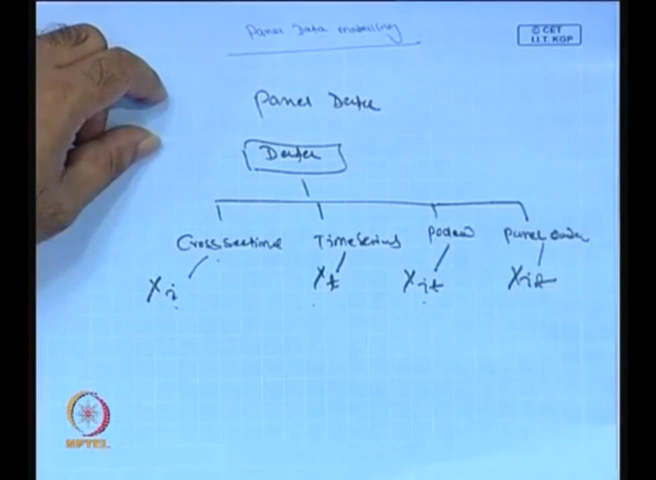 Panel Data modelling
© CET
I.I.T. KGP
Panel Data
Data
Cross sectional Time Series Pooled Panel data
Xi Xt Xit Xit
NPTEL